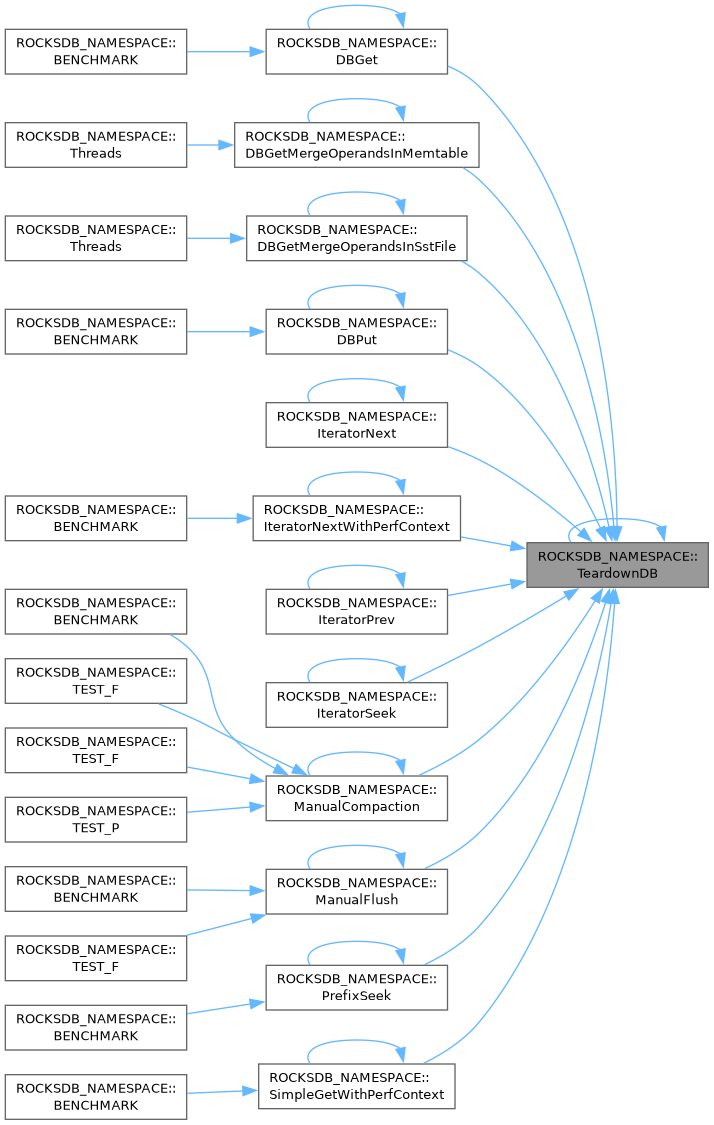 ROCKSDB_NAMESPACE::
BENCHMARK
ROCKSDB_NAMESPACE::
DBGet
ROCKSDB_NAMESPACE::
Threads
ROCKSDB_NAMESPACE::
DBGetMergeOperandsInMemtable
ROCKSDB_NAMESPACE::
Threads
ROCKSDB_NAMESPACE::
DBGetMergeOperandsInSstFile
ROCKSDB_NAMESPACE::
BENCHMARK
ROCKSDB_NAMESPACE::
DBPut
ROCKSDB_NAMESPACE::
IteratorNext
ROCKSDB_NAMESPACE::
BENCHMARK
ROCKSDB_NAMESPACE::
IteratorNextWithPerfContext
ROCKSDB_NAMESPACE::
TeardownDB
ROCKSDB_NAMESPACE::
BENCHMARK
ROCKSDB_NAMESPACE::
IteratorPrev
ROCKSDB_NAMESPACE::
TEST_F
ROCKSDB_NAMESPACE::
IteratorSeek
ROCKSDB_NAMESPACE::
TEST_F
ROCKSDB_NAMESPACE::
ManualCompaction
ROCKSDB_NAMESPACE::
TEST_P
ROCKSDB_NAMESPACE::
BENCHMARK
ROCKSDB_NAMESPACE::
ManualFlush
ROCKSDB_NAMESPACE::
TEST_F
ROCKSDB_NAMESPACE::
PrefixSeek
ROCKSDB_NAMESPACE::
BENCHMARK
ROCKSDB_NAMESPACE::
SimpleGetWithPerfContext
ROCKSDB_NAMESPACE::
BENCHMARK